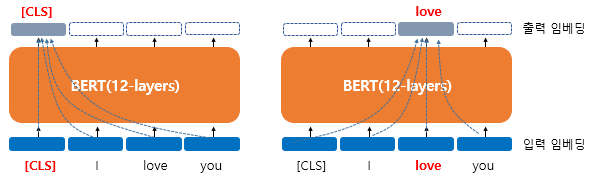 [CLS]
love
출력 임베딩
BERT(12-layers)
BERT(12-layers)
입력 임베딩
[CLS] I love you
[CLS] I love you